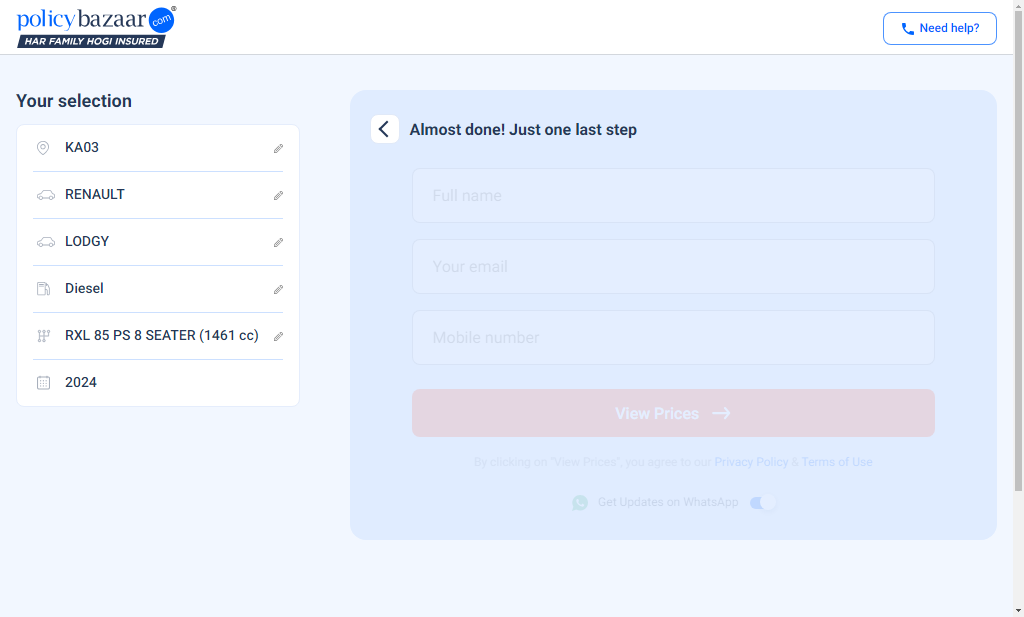 policybazaar.com®
HAR FAMILY HOGI INSURED
Need help?
Your selection
KA03
RENAULT
LODGY
Diesel
RXL 85 PS 8 SEATER (1461 cc)
2024
Almost done! Just one last step
Full name
Your email
Mobile number
View Prices
By clicking on "View Prices", you agree to our Privacy Policy & Terms of Use
Get Updates on WhatsApp